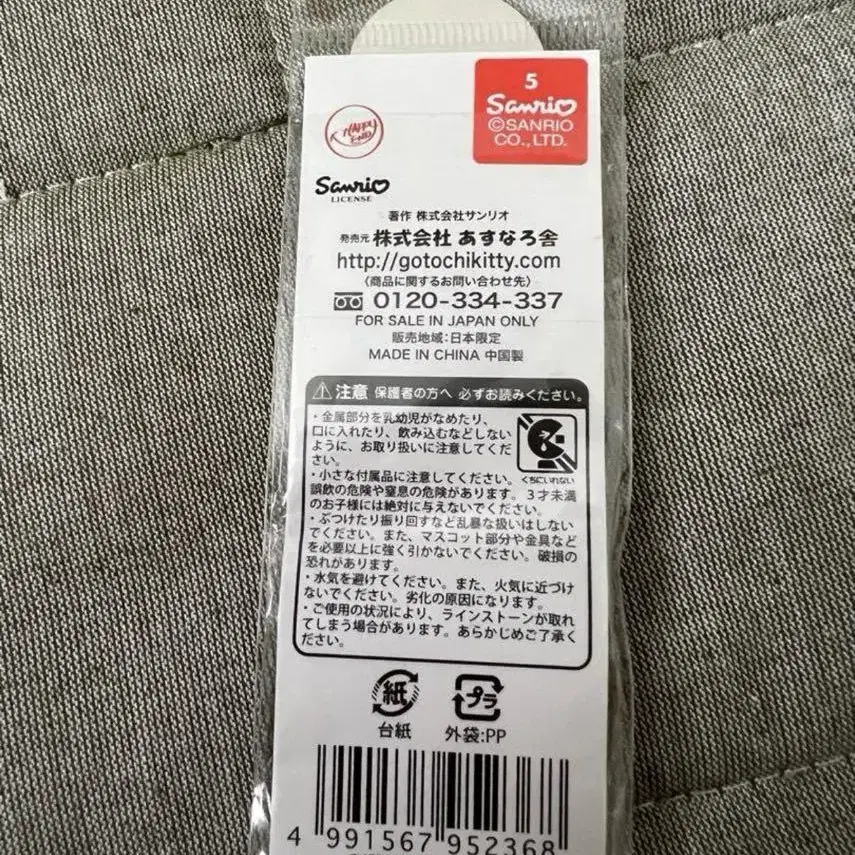 5
Sanrio
©SANRIO
CO.,LTD.
HAPPY
END
Sanrio
LICENSE
著作 株式会社サンリオ
発売元 株式会社 あすなろ舎
http://gotochikitty.com
〈商品に関するお問い合わせ先〉
0120-334-337
FOR SALE IN JAPAN ONLY
販売地域:日本限定
MADE IN CHINA 中国製
注意 保護者の方へ 必ずお読みください。
・金属部分を乳幼児がなめたり、
口に入れたり、飲み込むなどしない
ように、お取り扱いに注意してくだ
さい。
くちにいれない
・小さな付属品に注意してください。
誤飲の危険や窒息の危険があります。3才未満
のお子様には絶対に与えないでください。
・ぶつけたり振り回すなど乱暴な扱いはしない
でください。また、マスコット部分や金具など
を必要以上に強く引かないでください。破損の
恐れがあります。
・水気を避けてください。また、火気に近づけ
ないでください。劣化の原因になります。
・ご使用の状況により、ラインストーンが取れ
てしまう場合があります。あらかじめご了承く
ださい。
紙
台紙
プラ
外袋:PP
4 991567 952368